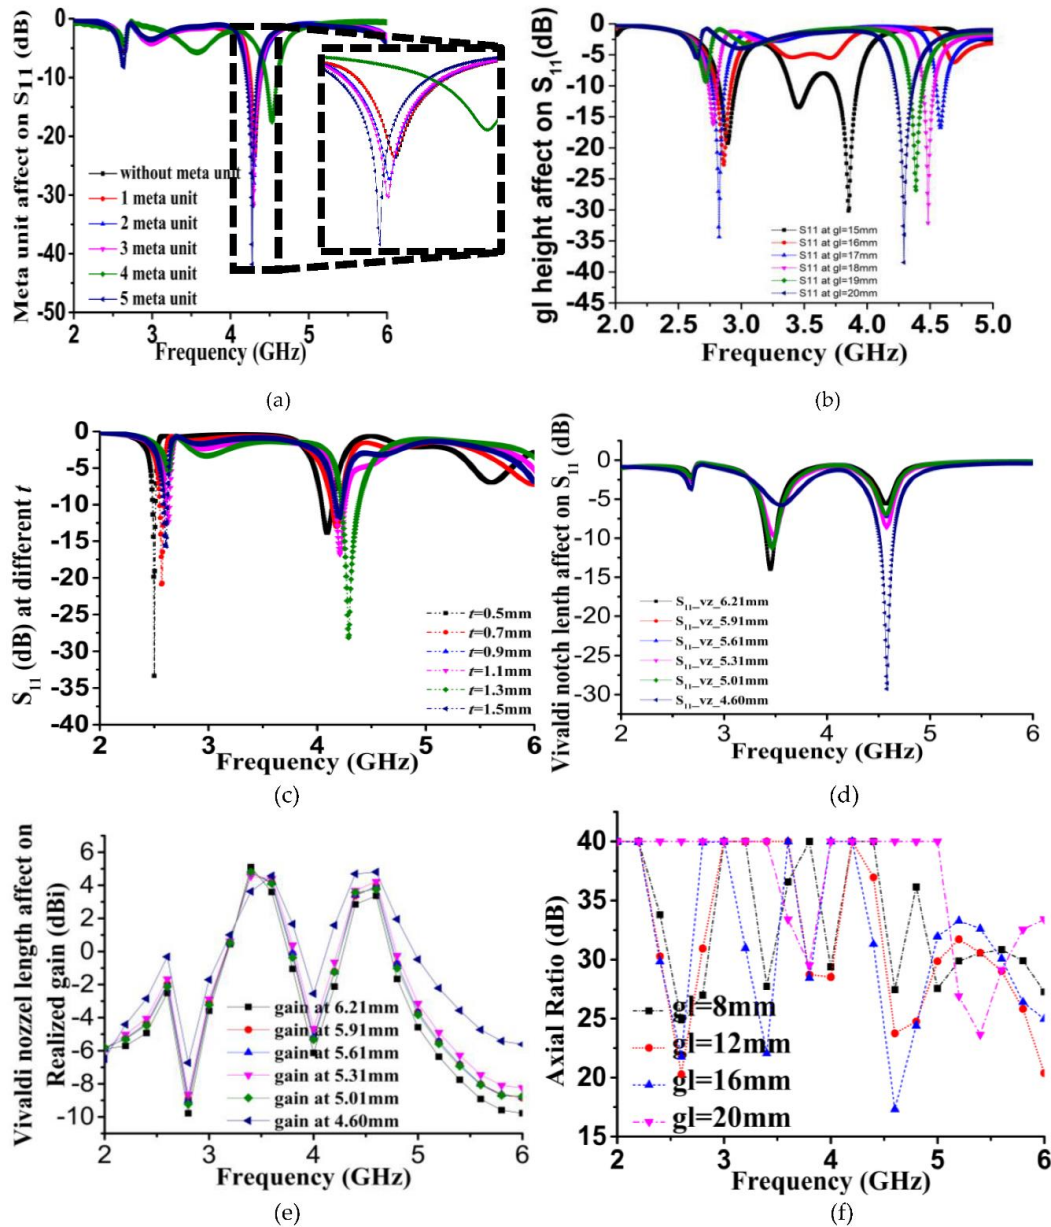 Meta unit affect on S11 (dB)
0
-10
-20
-30
-40
-50
without meta unit
1 meta unit
2 meta unit
3 meta unit
4 meta unit
5 meta unit
2 3 4 5 6
Frequency (GHz)
(a)
gl height affect on S11(dB)
0
-5
-10
-15
-20
-25
-30
-35
-40
-45
S11 at gl=15mm
S11 at gl=16mm
S11 at gl=17mm
S11 at gl=18mm
S11 at gl=19mm
S11 at gl=20mm
2.0 2.5 3.0 3.5 4.0 4.5 5.0
Frequency (GHz)
(b)
S11 (dB) at different t
0
-5
-10
-15
-20
-25
-30
-35
-40
t=0.5mm
t=0.7mm
t=0.9mm
t=1.1mm
t=1.3mm
t=1.5mm
2 3 4 5 6
Frequency (GHz)
(c)
Vivaldi notch lenth affect on S11 (dB)
0
-5
-10
-15
-20
-25
-30
S11_vz_6.21mm
S11_vz_5.91mm
S11_vz_5.61mm
S11_vz_5.31mm
S11_vz_5.01mm
S11_vz_4.60mm
2 3 4 5 6
Frequency (GHz)
(d)
Vivaldi nozzel length affect on
Realized gain (dBi)
6
4
2
0
-2
-4
-6
-8
-10
gain at 6.21mm
gain at 5.91mm
gain at 5.61mm
gain at 5.31mm
gain at 5.01mm
gain at 4.60mm
2 3 4 5 6
Frequency (GHz)
(e)
Axial Ratio (dB)
40
35
30
25
20
15
gl=8mm
gl=12mm
gl=16mm
gl=20mm
2 3 4 5 6
Frequency (GHz)
(f)